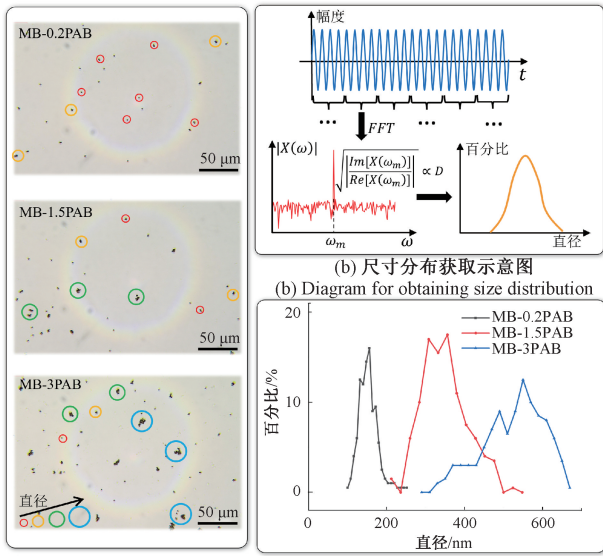 MB-0.2PAB
50 μm
MB-1.5PAB
50 μm
MB-3PAB
直径
50 μm
幅度
t
... ... ...
FFT
|X(ω)|
√|Im[X(ωm)]/Re[X(ωm)]| ∝ D
ωm
ω
百分比
直径
(b) 尺寸分布获取示意图
(b) Diagram for obtaining size distribution
MB-0.2PAB
MB-1.5PAB
MB-3PAB
百分比/%
20
10
0
0 200 400 600
直径/nm